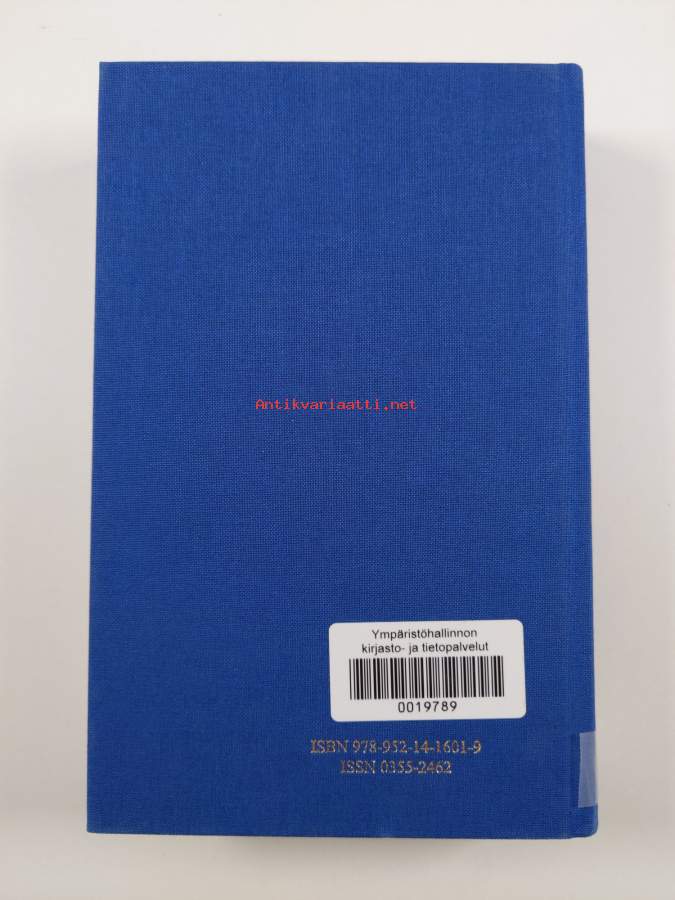 Antikvariaatti.net
Ympäristöhallinnon
kirjasto- ja tietopalvelut
0019789
ISBN 978-952-14-1601-9
ISSN 0355-2462